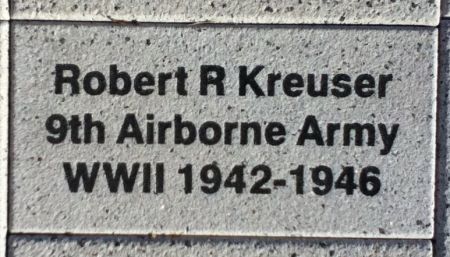 Robert R Kreuser
9th Airborne Army
WWII 1942-1946